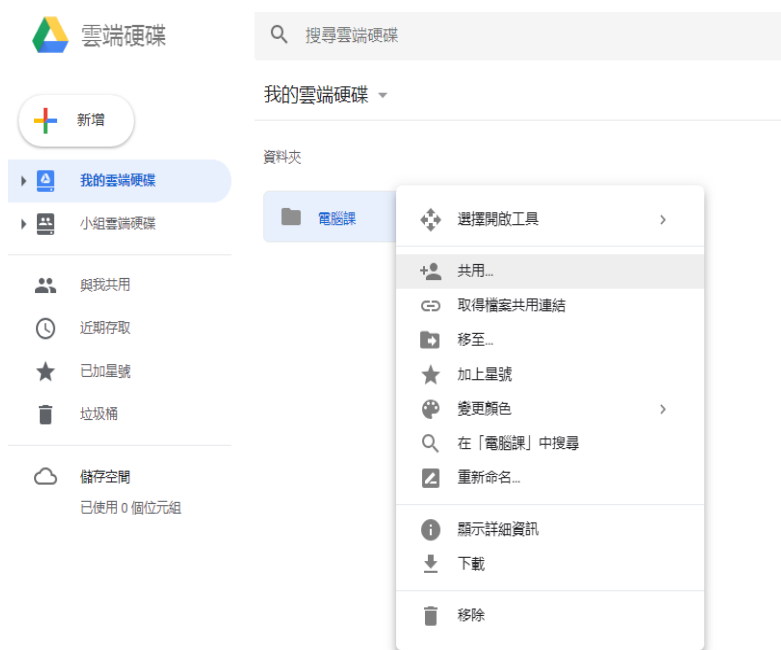 雲端硬碟
搜尋雲端硬碟
我的雲端硬碟
新增
我的雲端硬碟
小組雲端硬碟
與我共用
近期存取
已加星號
垃圾桶
儲存空間
已使用 0 個位元組
資料夾
電腦課
選擇開啟工具
共用...
取得檔案共用連結
移至...
加上星號
變更顏色
在「電腦課」中搜尋
重新命名...
顯示詳細資訊
下載
移除